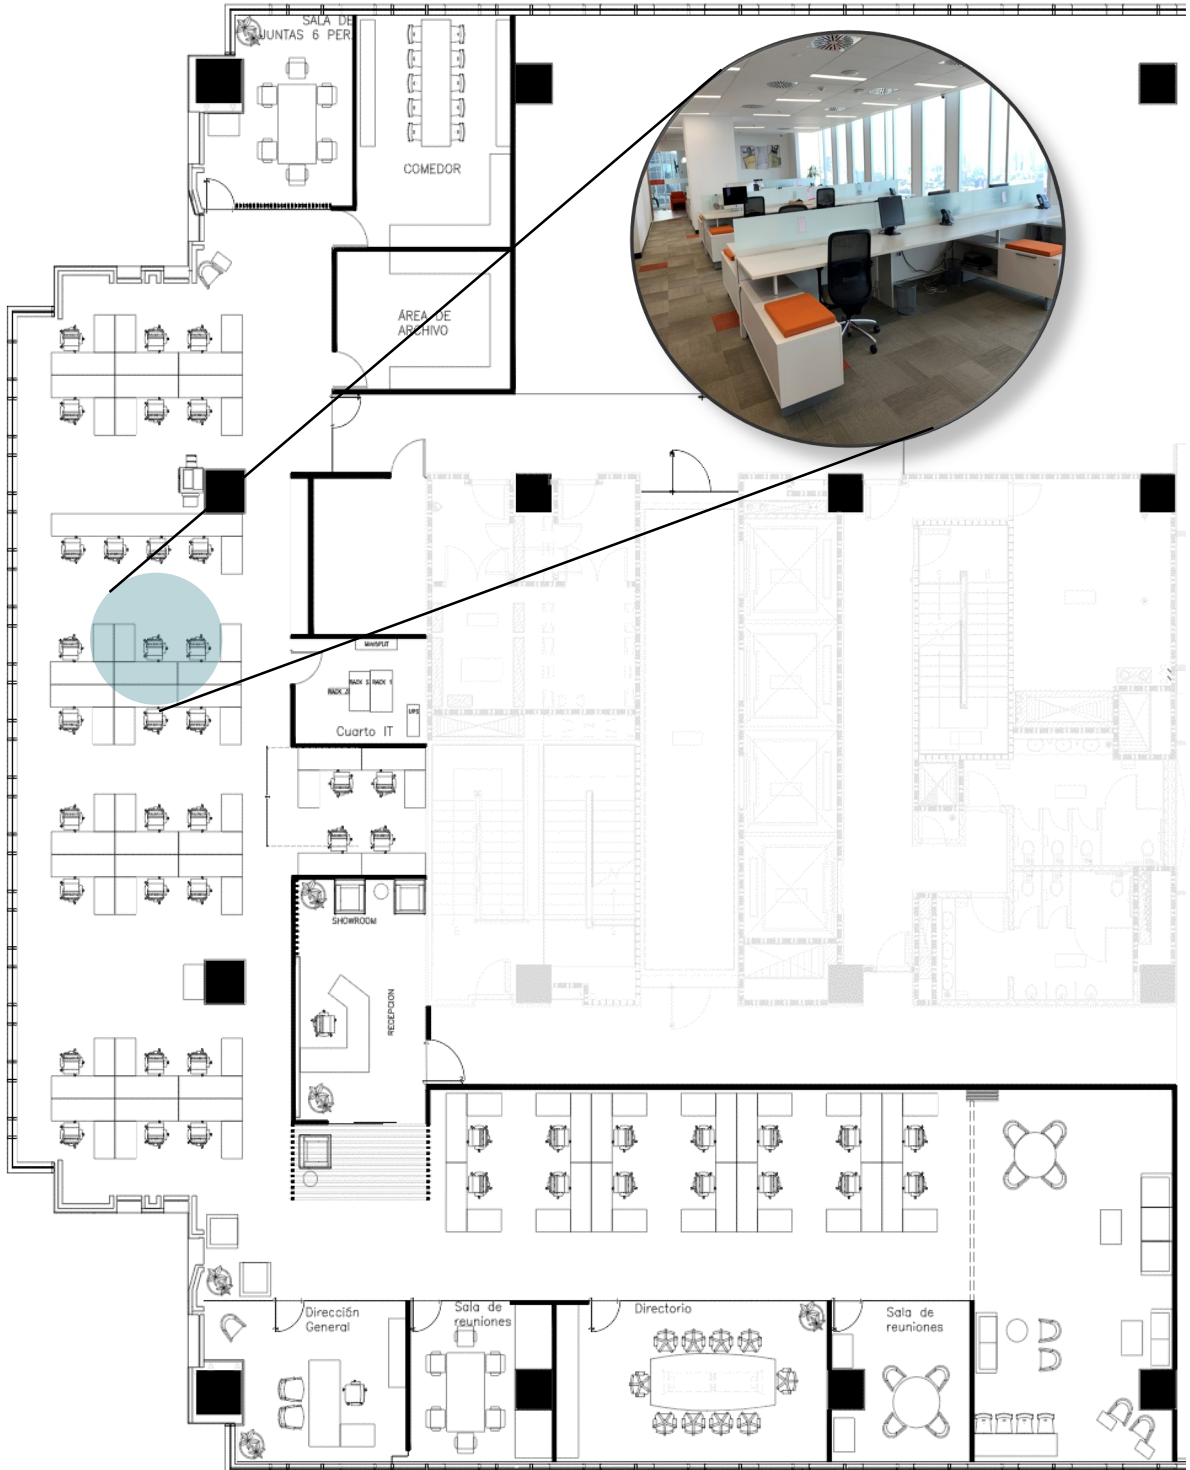 SALA DE
JUNTAS 6 PER.
COMEDOR
ÁREA DE
ARCHIVO
MINISPLIT
RACK 3
RACK 1
RACK 2
UPS
Cuarto IT
SHOWROOM
RECEPCION
Dirección
General
Sala de
reuniones
Directorio
Sala de
reuniones